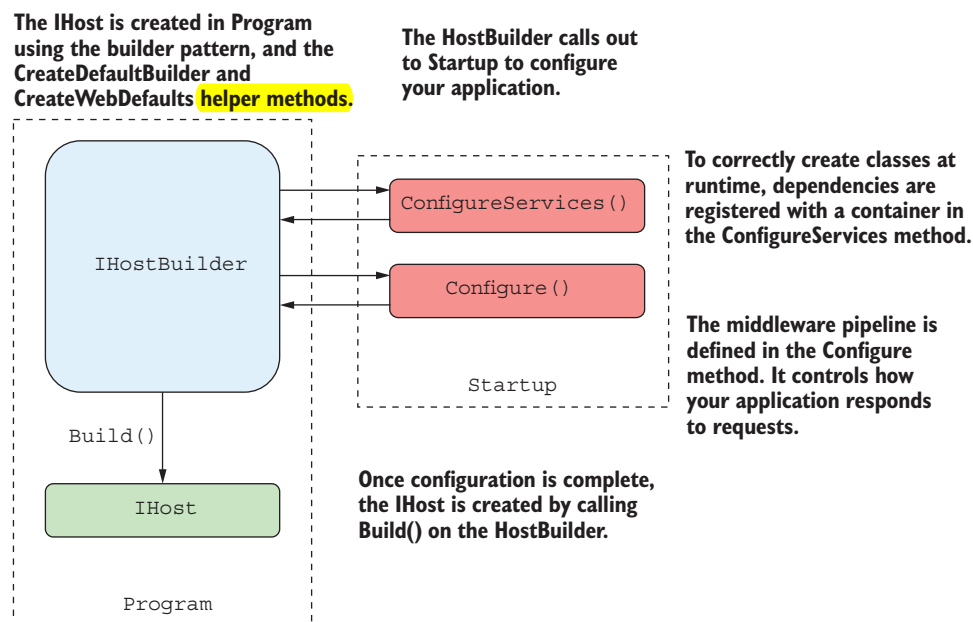 The IHost is created in Program
using the builder pattern, and the
CreateDefaultBuilder and
CreateWebDefaults helper methods.
The HostBuilder calls out
to Startup to configure
your application.
ConfigureServices()
To correctly create classes at
runtime, dependencies are
registered with a container in
the ConfigureServices method.
IHostBuilder
Configure()
The middleware pipeline is
defined in the Configure
method. It controls how
your application responds
to requests.
Startup
Build()
Once configuration is complete,
the IHost is created by calling
Build() on the HostBuilder.
IHost
Program